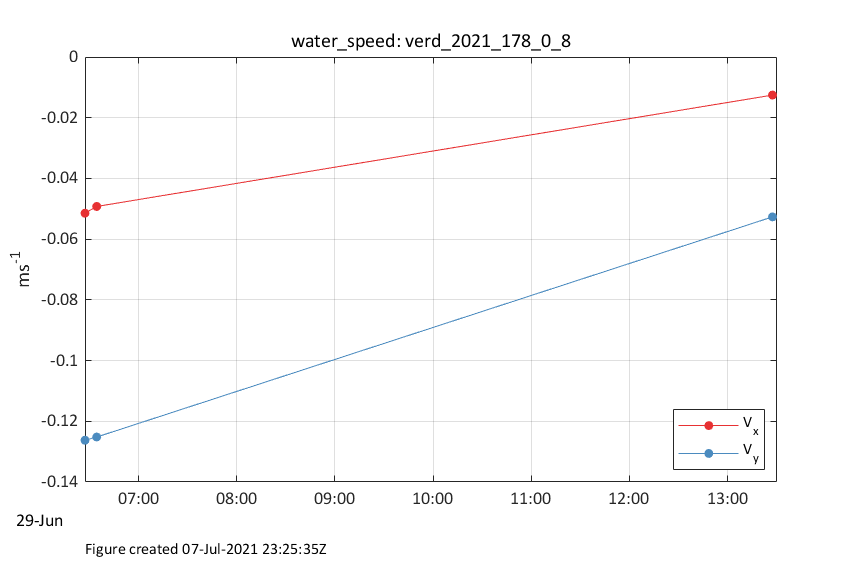 water_speed: verd_2021_178_0_8
0
-0.02
-0.04
-0.06
-0.08
-0.1
-0.12
-0.14
ms-1
Vx
Vy
07:00 08:00 09:00 10:00 11:00 12:00 13:00
29-Jun
Figure created 07-Jul-2021 23:25:35Z